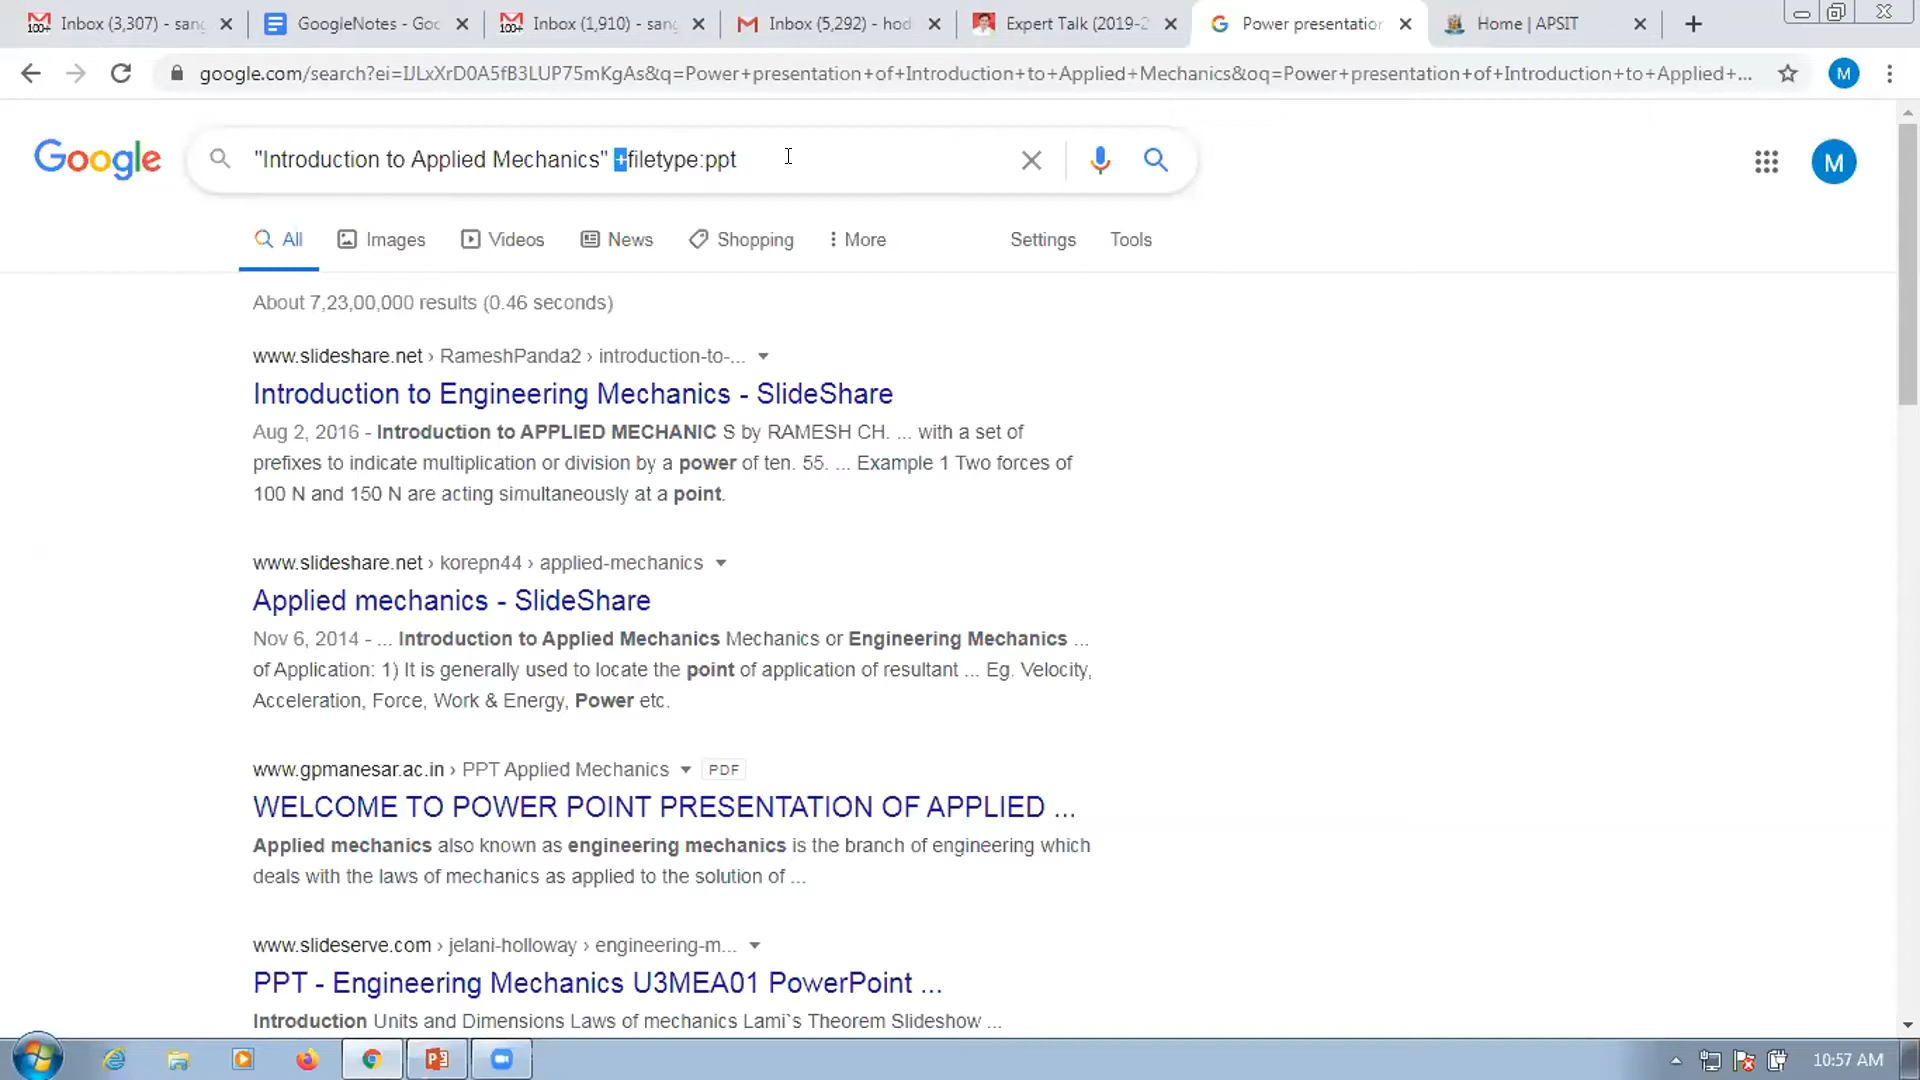 Inbox (3,307) - sang
GoogleNotes - Goo
Inbox (1,910) - sang
Inbox (5,292) - hod
Expert Talk (2019-2
Power presentation
Home | APSIT
google.com/search?ei=IJLxXrD0A5fB3LUP75mKgAs&q=Power+presentation+of+Introduction+to+Applied+Mechanics&oq=Power+presentation+of+Introduction+to+Applied+...
M
Google
"Introduction to Applied Mechanics" +filetype:ppt
M
All
Images
Videos
News
Shopping
More
Settings
Tools
About 7,23,00,000 results (0.46 seconds)
www.slideshare.net › RameshPanda2 › introduction-to-...
Introduction to Engineering Mechanics - SlideShare
Aug 2, 2016 - Introduction to APPLIED MECHANIC S by RAMESH CH. ... with a set of
prefixes to indicate multiplication or division by a power of ten. 55. ... Example 1 Two forces of
100 N and 150 N are acting simultaneously at a point.
www.slideshare.net › korepn44 › applied-mechanics
Applied mechanics - SlideShare
Nov 6, 2014 - ... Introduction to Applied Mechanics Mechanics or Engineering Mechanics ...
of Application: 1) It is generally used to locate the point of application of resultant ... Eg. Velocity,
Acceleration, Force, Work & Energy, Power etc.
www.gpmanesar.ac.in › PPT Applied Mechanics PDF
WELCOME TO POWER POINT PRESENTATION OF APPLIED ...
Applied mechanics also known as engineering mechanics is the branch of engineering which
deals with the laws of mechanics as applied to the solution of ...
www.slideserve.com › jelani-holloway › engineering-m...
PPT - Engineering Mechanics U3MEA01 PowerPoint ...
Introduction Units and Dimensions Laws of mechanics Lami`s Theorem Slideshow ...
10:57 AM